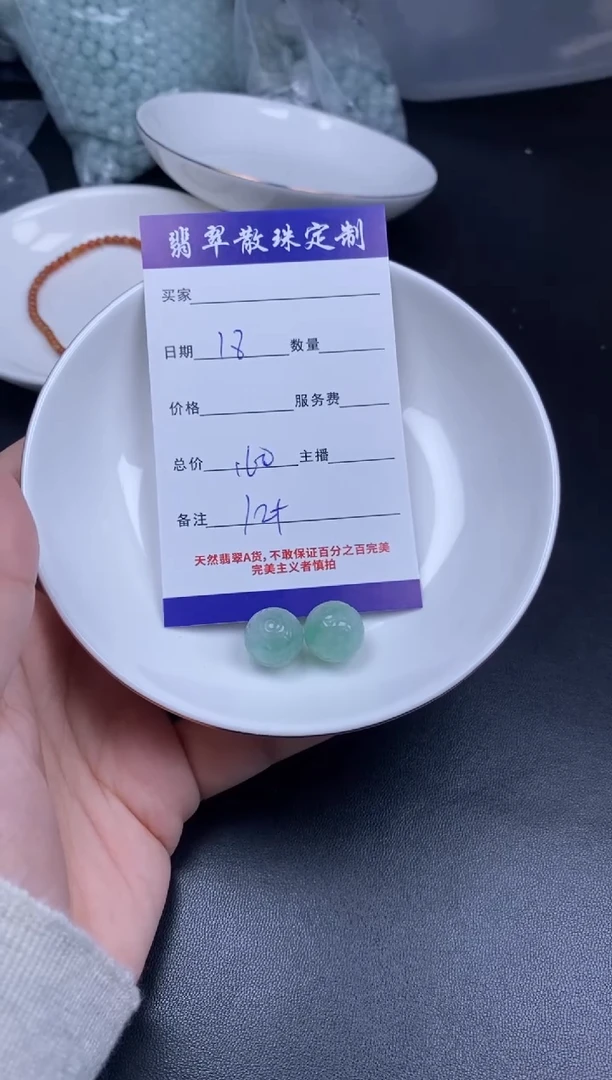 翡翠散珠定制
买家
日期 18 数量
价格 服务费
总价 160 主播
备注 12#
天然翡翠A货,不敢保证百分之百完美
完美主义者慎拍